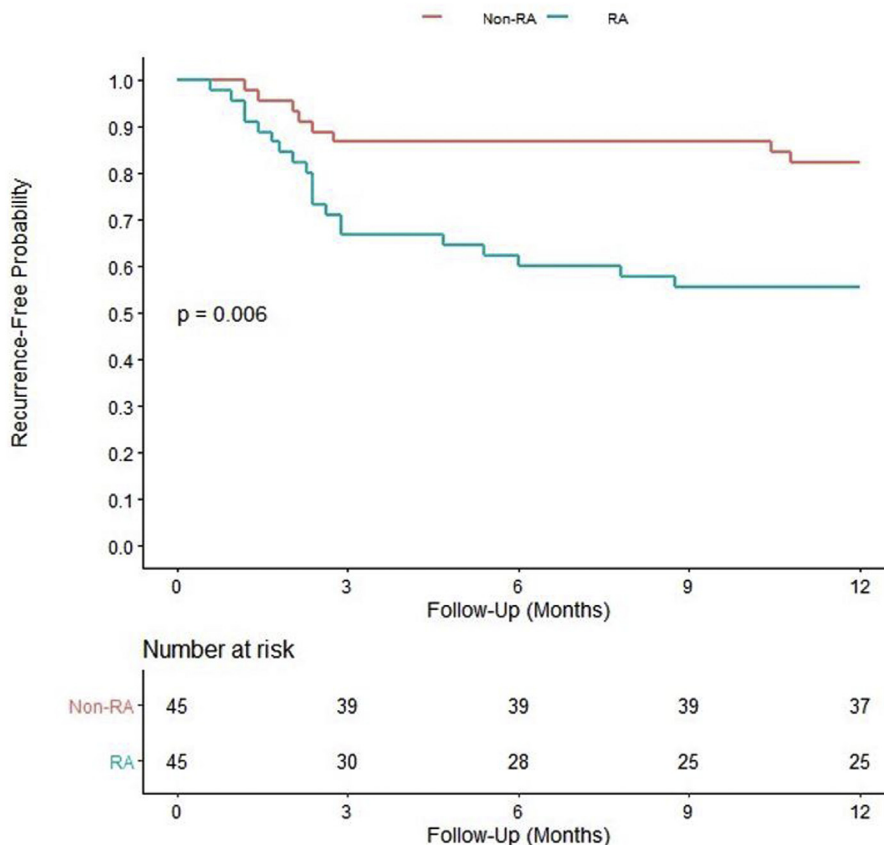 Non-RA RA
Recurrence-Free Probability
1.0
0.9
0.8
0.7
0.6
0.5
0.4
0.3
0.2
0.1
0.0
p = 0.006
0 3 6 9 12
Follow-Up (Months)
Number at risk
Non-RA 45 39 39 39 37
RA 45 30 28 25 25
0 3 6 9 12
Follow-Up (Months)